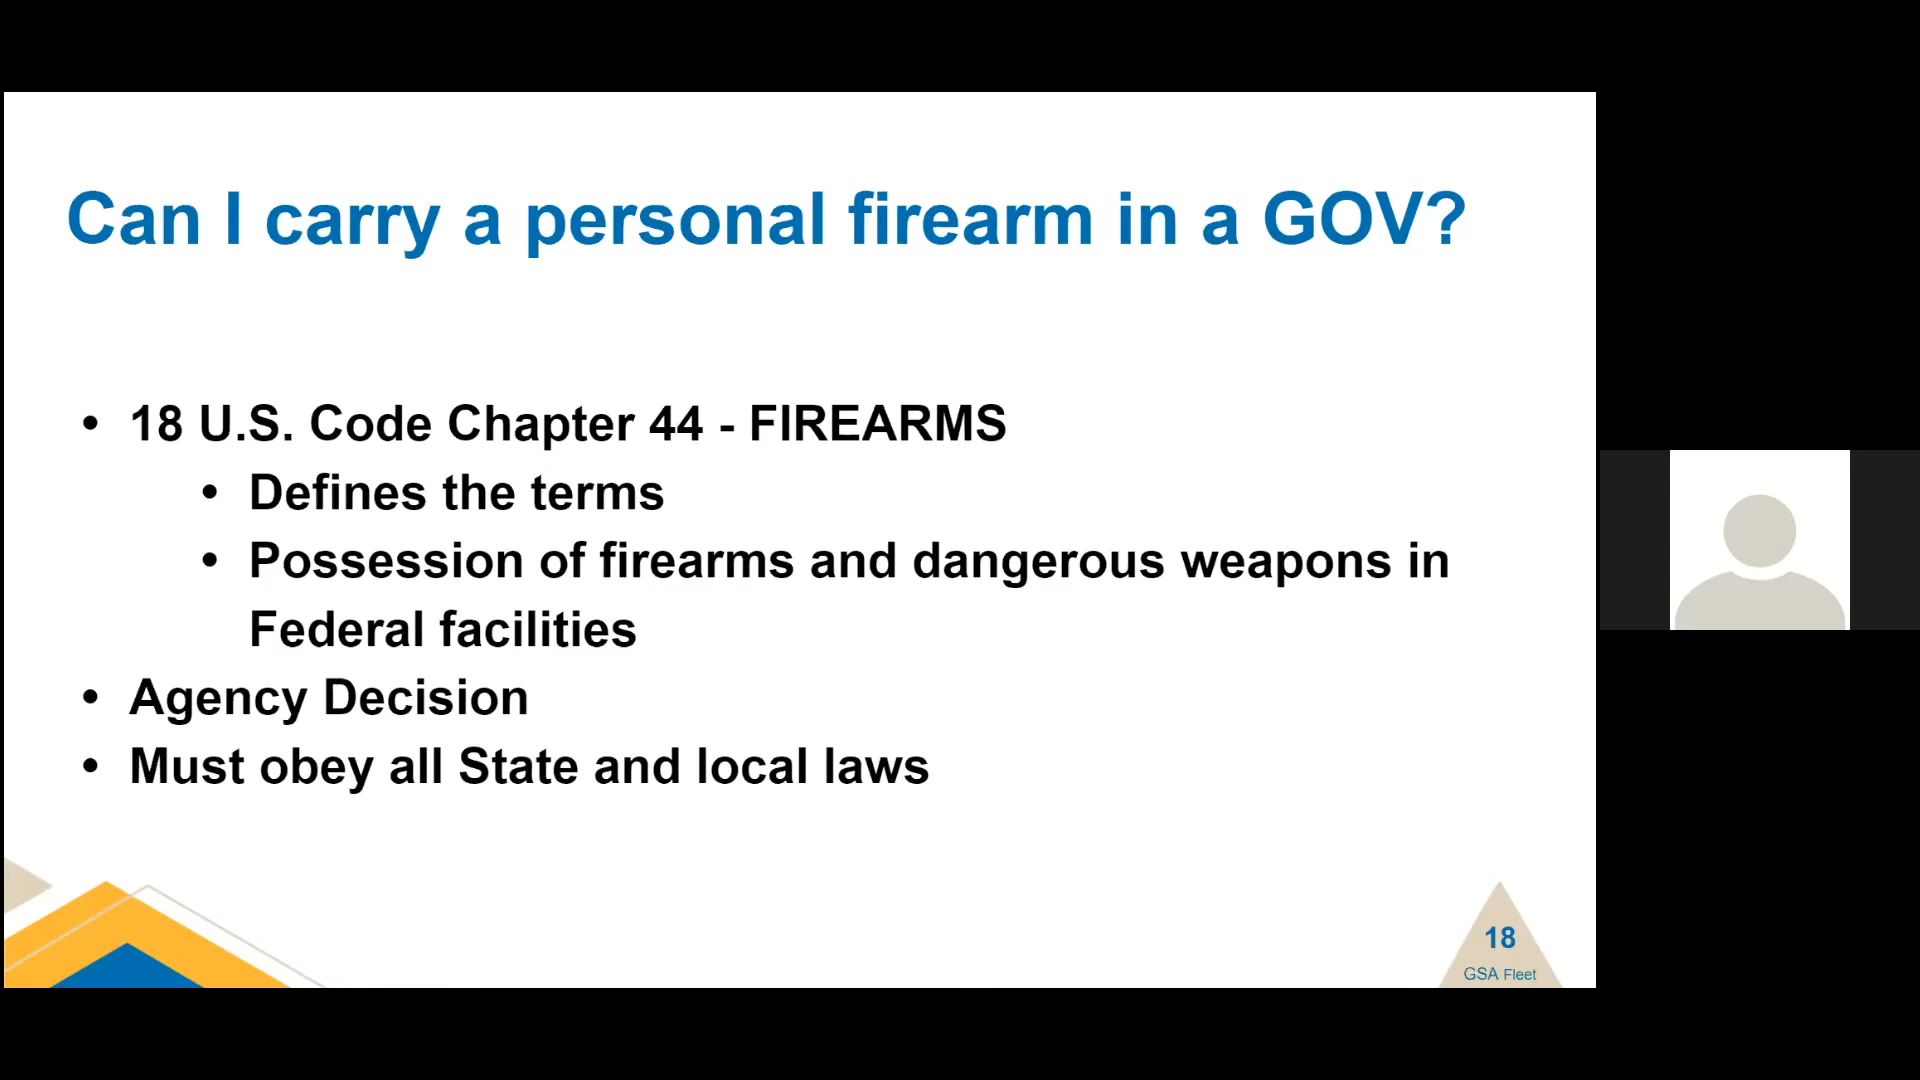 Can I carry a personal firearm in a GOV?
• 18 U.S. Code Chapter 44 - FIREARMS
• Defines the terms
• Possession of firearms and dangerous weapons in
Federal facilities
• Agency Decision
• Must obey all State and local laws
18
GSA Fleet